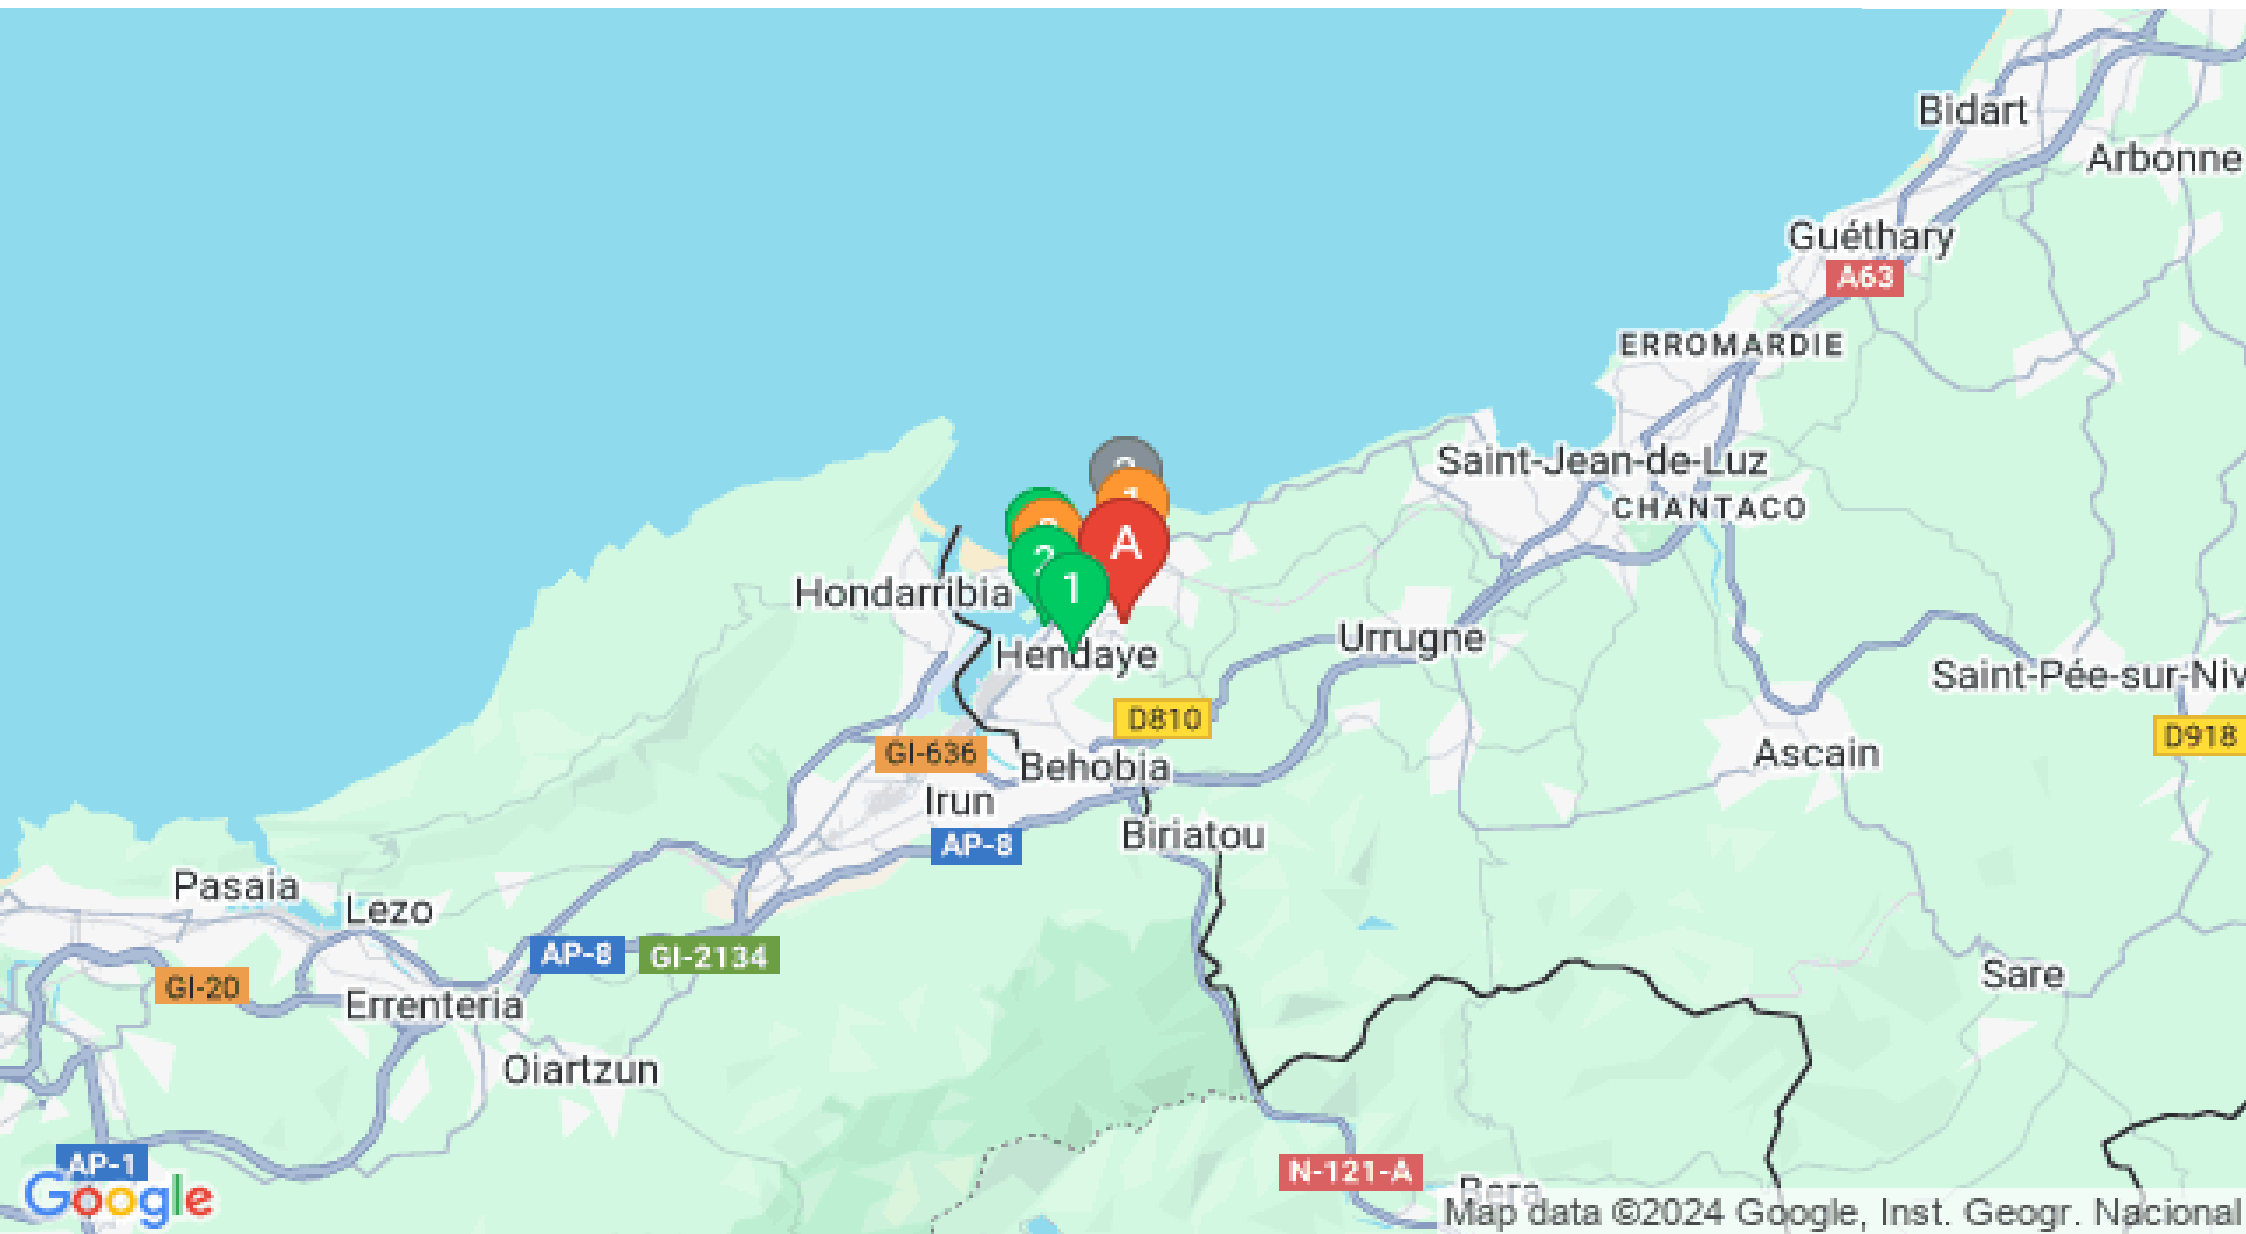 Bidart
Arbonne
Guéthary
A63
ERROMARDIE
Saint-Jean-de-Luz
CHANTACO
A
2
1
Hondarribia
Hendaye
Urrugne
Saint-Pée-sur-Niv
D810
D918
GI-636
Behobia
Ascain
Irun
AP-8
Biriatou
Pasaia
Lezo
AP-8
GI-2134
GI-20
Errenteria
Sare
Oiartzun
AP-1
N-121-A
Bera
Google
Map data ©2024 Google, Inst. Geogr. Nacional